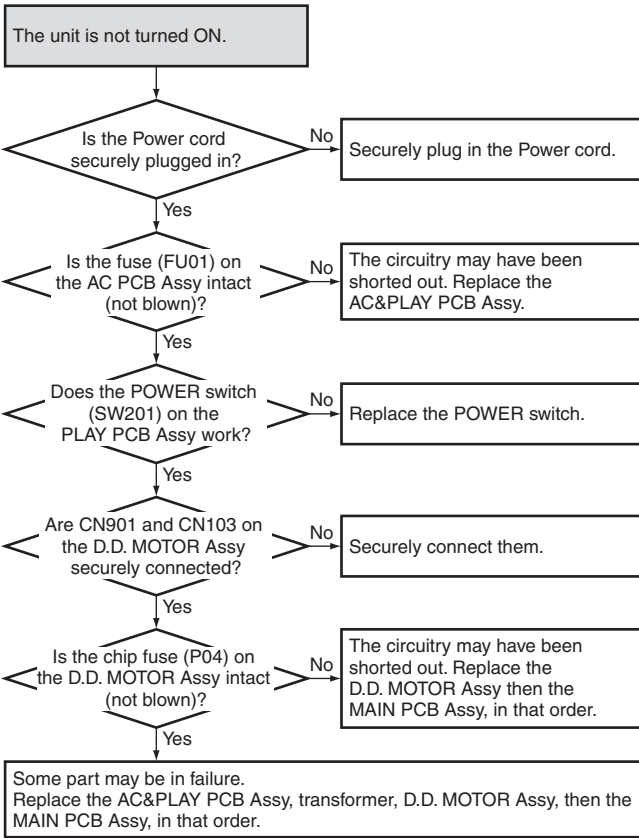 The unit is not turned ON.
Is the Power cord
securely plugged in?
No
Securely plug in the Power cord.
Yes
Is the fuse (FU01) on
the AC PCB Assy intact
(not blown)?
No
The circuitry may have been
shorted out. Replace the
AC&PLAY PCB Assy.
Yes
Does the POWER switch
(SW201) on the
PLAY PCB Assy work?
No
Replace the POWER switch.
Yes
Are CN901 and CN103 on
the D.D. MOTOR Assy
securely connected?
No
Securely connect them.
Yes
Is the chip fuse (P04) on
the D.D. MOTOR Assy intact
(not blown)?
No
The circuitry may have been
shorted out. Replace the
D.D. MOTOR Assy then the
MAIN PCB Assy, in that order.
Yes
Some part may be in failure.
Replace the AC&PLAY PCB Assy, transformer, D.D. MOTOR Assy, then the
MAIN PCB Assy, in that order.